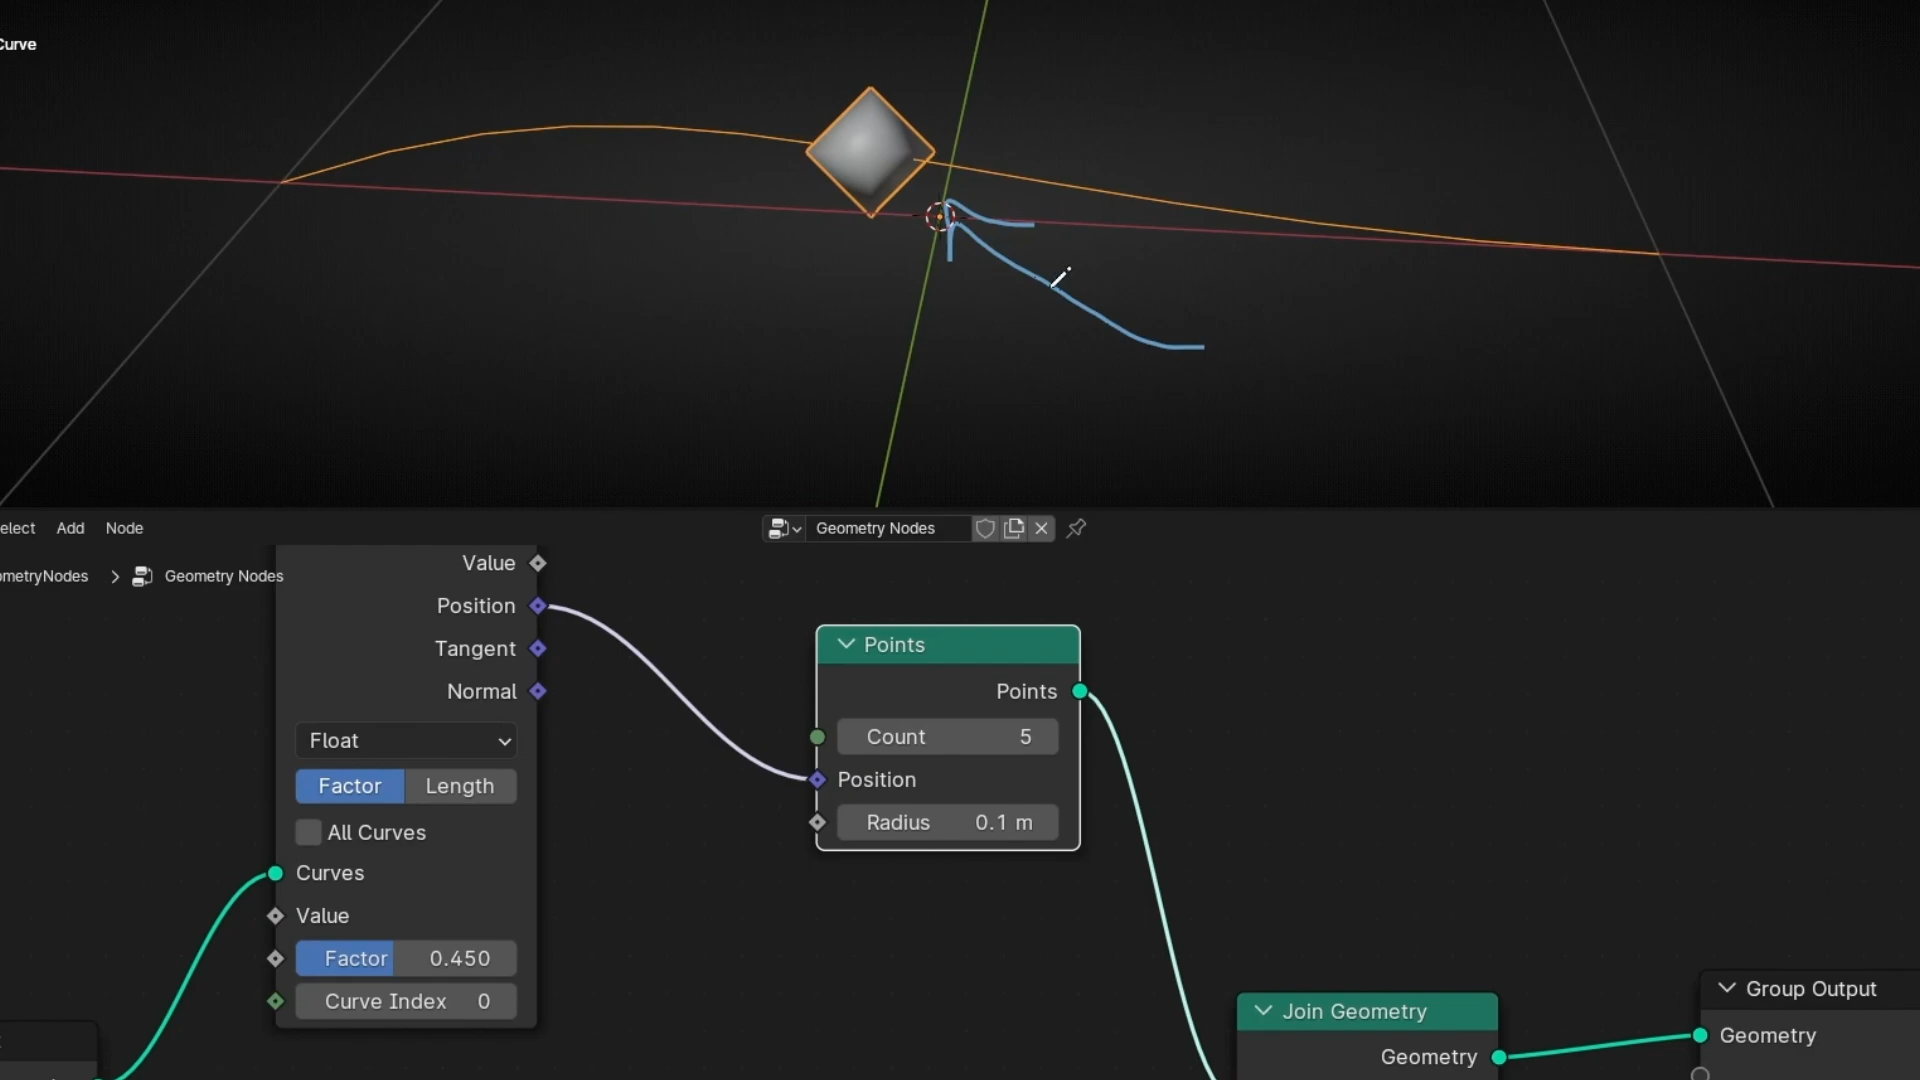 Curve
elect Add Node
Geometry Nodes
ometryNodes > Geometry Nodes
Value
Position
Tangent
Normal
Float
Factor Length
All Curves
Curves
Value
Factor 0.450
Curve Index 0
Points
Points
Count 5
Position
Radius 0.1 m
Join Geometry
Geometry
Group Output
Geometry